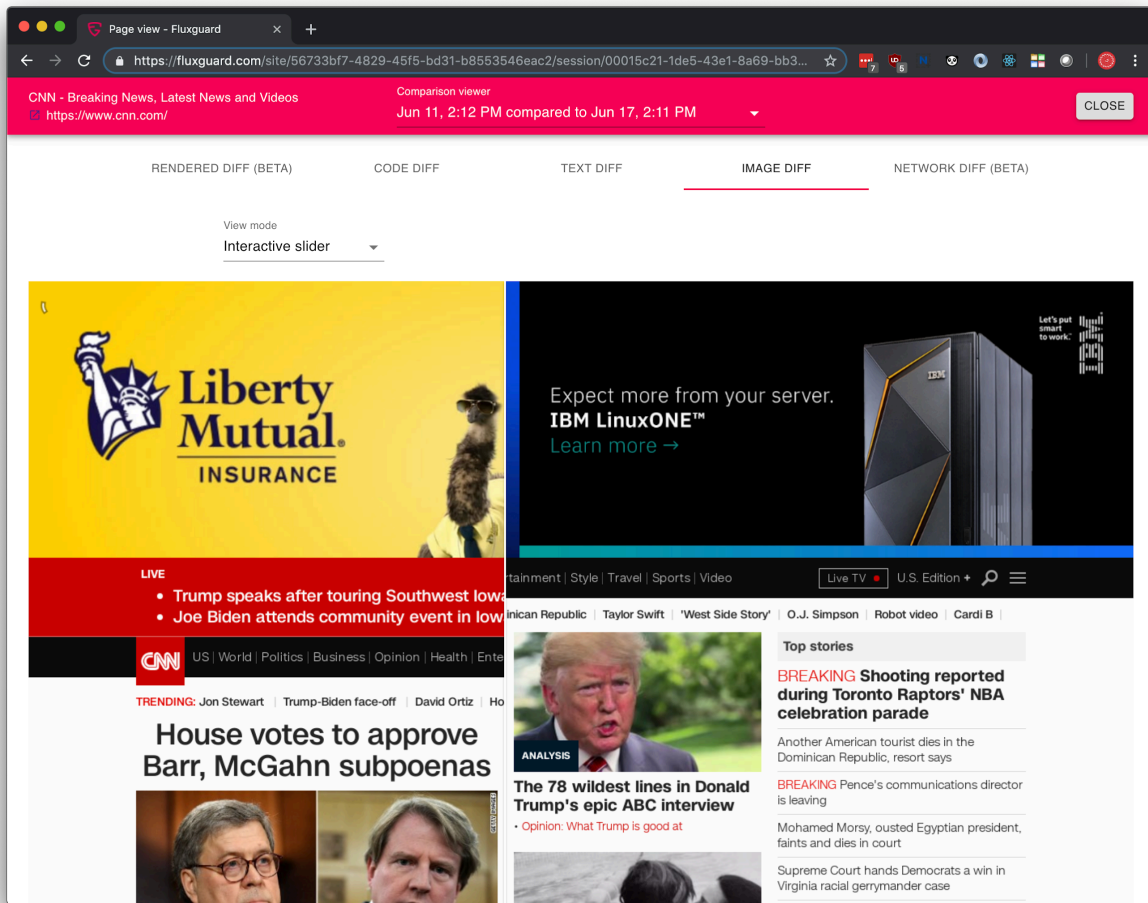 Page view - Fluxguard
https://fluxguard.com/site/56733bf7-4829-45f5-bd31-b8553546eac2/session/00015c21-1de5-43e1-8a69-bb3...
7
5
CNN - Breaking News, Latest News and Videos
https://www.cnn.com/
Comparison viewer
Jun 11, 2:12 PM compared to Jun 17, 2:11 PM
CLOSE
RENDERED DIFF (BETA)
CODE DIFF
TEXT DIFF
IMAGE DIFF
NETWORK DIFF (BETA)
View mode
Interactive slider
Liberty
Mutual®
INSURANCE
LIVE
• Trump speaks after touring Southwest Iowa
• Joe Biden attends community event in Iow
CNN
US | World | Politics | Business | Opinion | Health | Ente
TRENDING: Jon Stewart | Trump-Biden face-off | David Ortiz | Ho
House votes to approve
Barr, McGahn subpoenas
GETTY IMAGES
Let's put
smart
to work.™
IBM
Expect more from your server.
IBM LinuxONE™
Learn more →
IBM
rtainment | Style | Travel | Sports | Video
Live TV •
U.S. Edition +
inican Republic | Taylor Swift | 'West Side Story' | O.J. Simpson | Robot video | Cardi B |
ANALYSIS
The 78 wildest lines in Donald
Trump's epic ABC interview
• Opinion: What Trump is good at
Top stories
BREAKING Shooting reported
during Toronto Raptors' NBA
celebration parade
Another American tourist dies in the
Dominican Republic, resort says
BREAKING Pence's communications director
is leaving
Mohamed Morsy, ousted Egyptian president,
faints and dies in court
Supreme Court hands Democrats a win in
Virginia racial gerrymander case